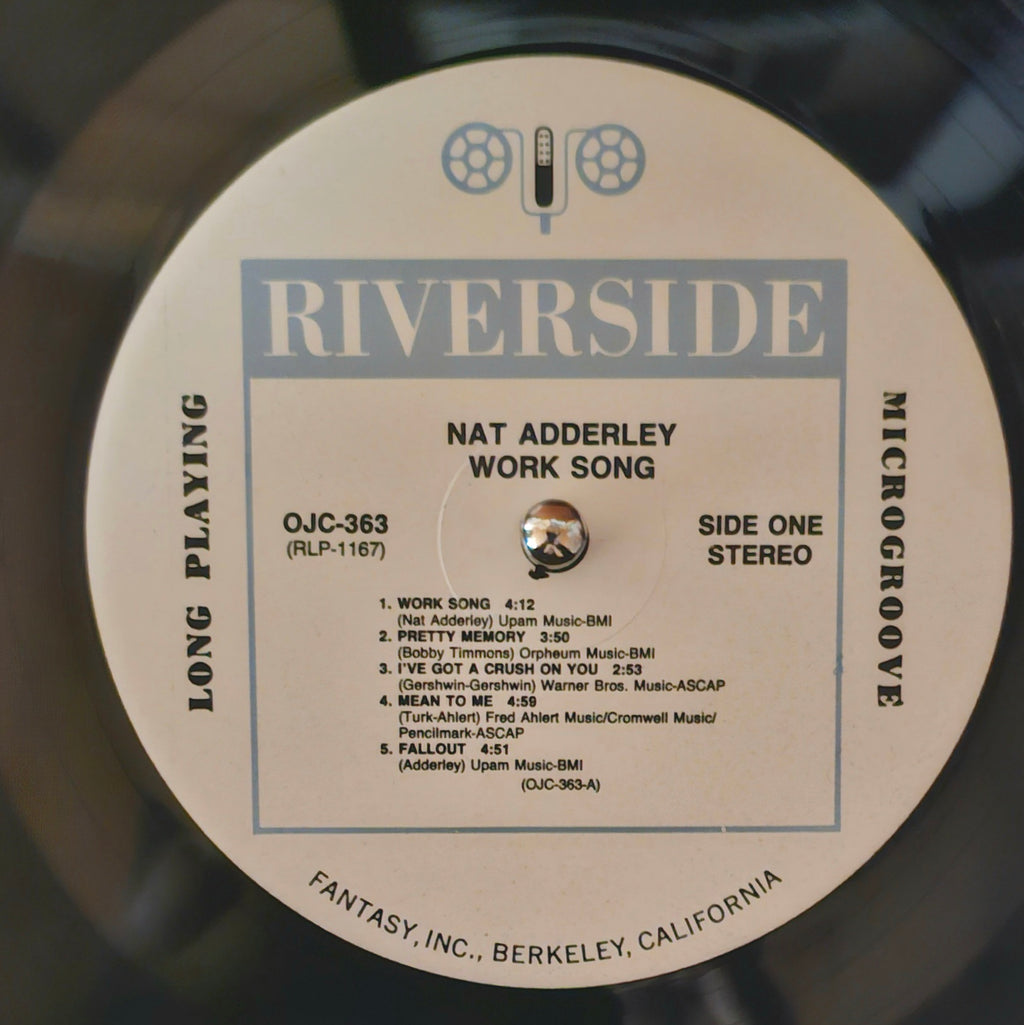 RIVERSIDE
NAT ADDERLEY
WORK SONG
OJC-363
(RLP-1167)
SIDE ONE
STEREO
LONG PLAYING
MICROGROOVE
1. WORK SONG 4:12
(Nat Adderley) Upam Music-BMI
2. PRETTY MEMORY 3:50
(Bobby Timmons) Orpheum Music-BMI
3. I'VE GOT A CRUSH ON YOU 2:53
(Gershwin-Gershwin) Warner Bros. Music-ASCAP
4. MEAN TO ME 4:59
(Turk-Ahlert) Fred Ahlert Music/Cromwell Music/
Pencilmark-ASCAP
5. FALLOUT 4:51
(Adderley) Upam Music-BMI
(OJC-363-A)
FANTASY, INC., BERKELEY, CALIFORNIA